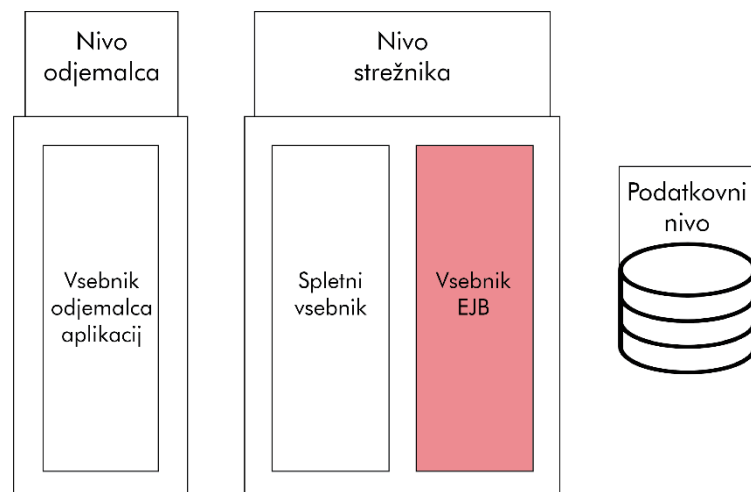 Nivo
odjemalca
Nivo
strežnika
Vsebnik
odjemalca
aplikacij
Spletni
vsebnik
Vsebnik
EJB
Podatkovni
nivo